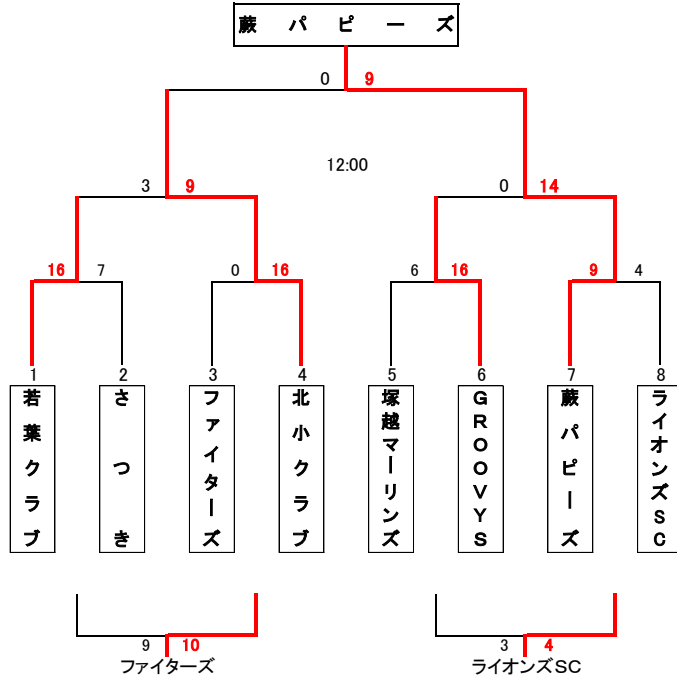 蕨パピーズ
0 9
12:00
3 9 0 14
16 7 0 16 6 16 9 4
1 2 3 4 5 6 7 8
若葉クラブ
さつき
ファイターズ
北小クラブ
塚越マーリンズ
GROOVYS
蕨パピーズ
ライオンズSC
9 10 3 4
ファイターズ ライオンズSC